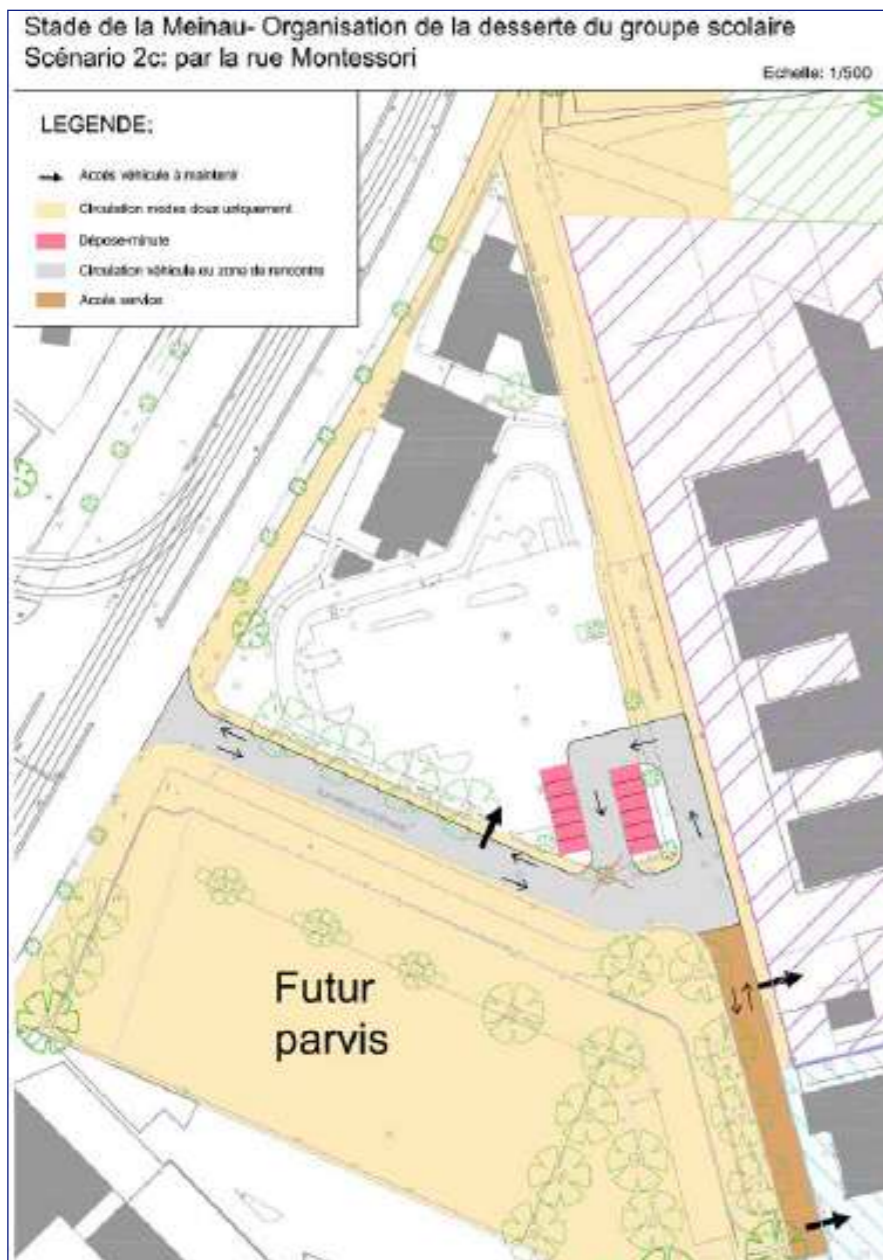 Stade de la Meinau- Organisation de la desserte du groupe scolaire
Scénario 2c: par la rue Montessori
Echelle: 1/500
LEGENDE:
Accès véhicule à maintenir
Circulation modes doux uniquement
Dépose-minute
Circulation véhicule ou zone de rencontre
Accès service
S
Futur
parvis